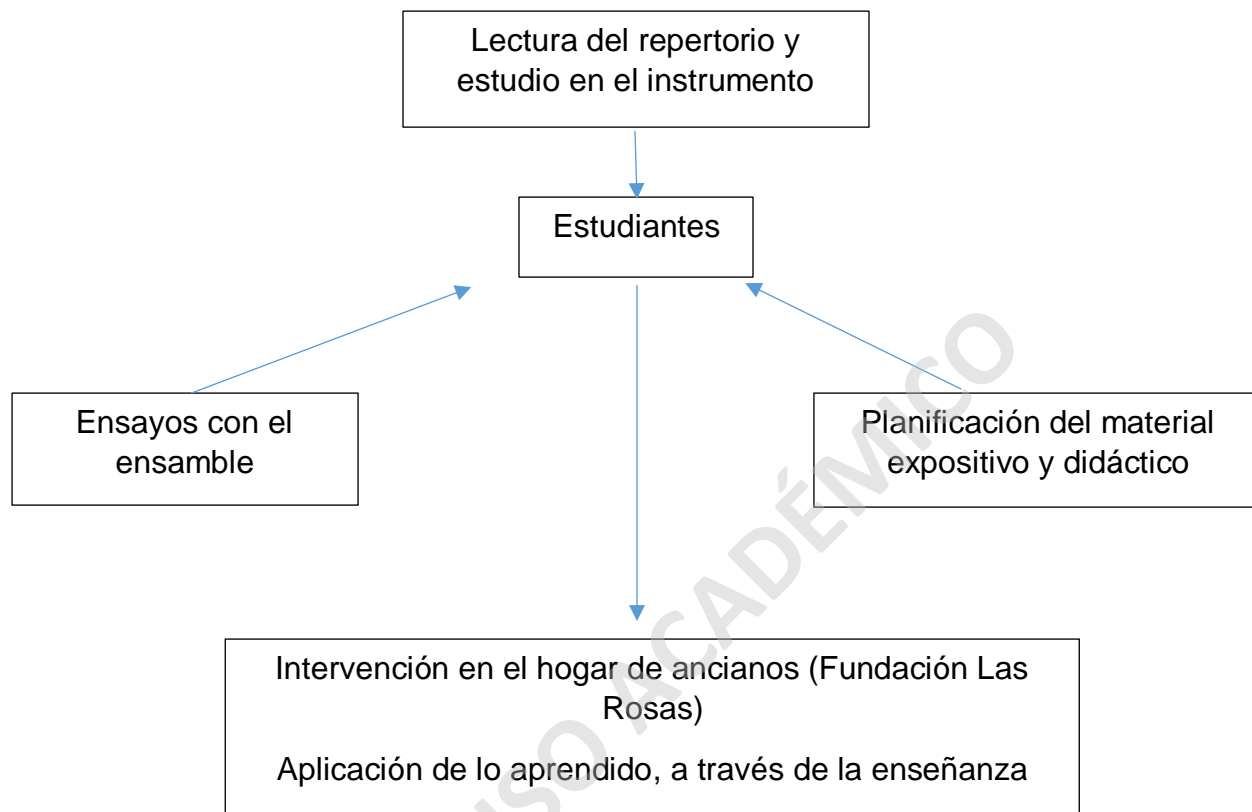 Lectura del repertorio y
estudio en el instrumento
Estudiantes
Ensayos con el
ensamble
Planificación del material
expositivo y didáctico
Intervención en el hogar de ancianos (Fundación Las
Rosas)
Aplicación de lo aprendido, a través de la enseñanza
USO ACADÉMICO